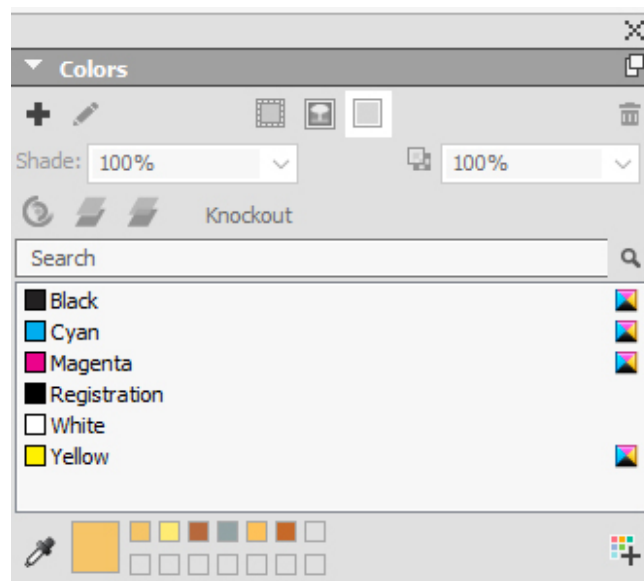 Colors
Shade: 100% 100%
Knockout
Search
Black
Cyan
Magenta
Registration
White
Yellow